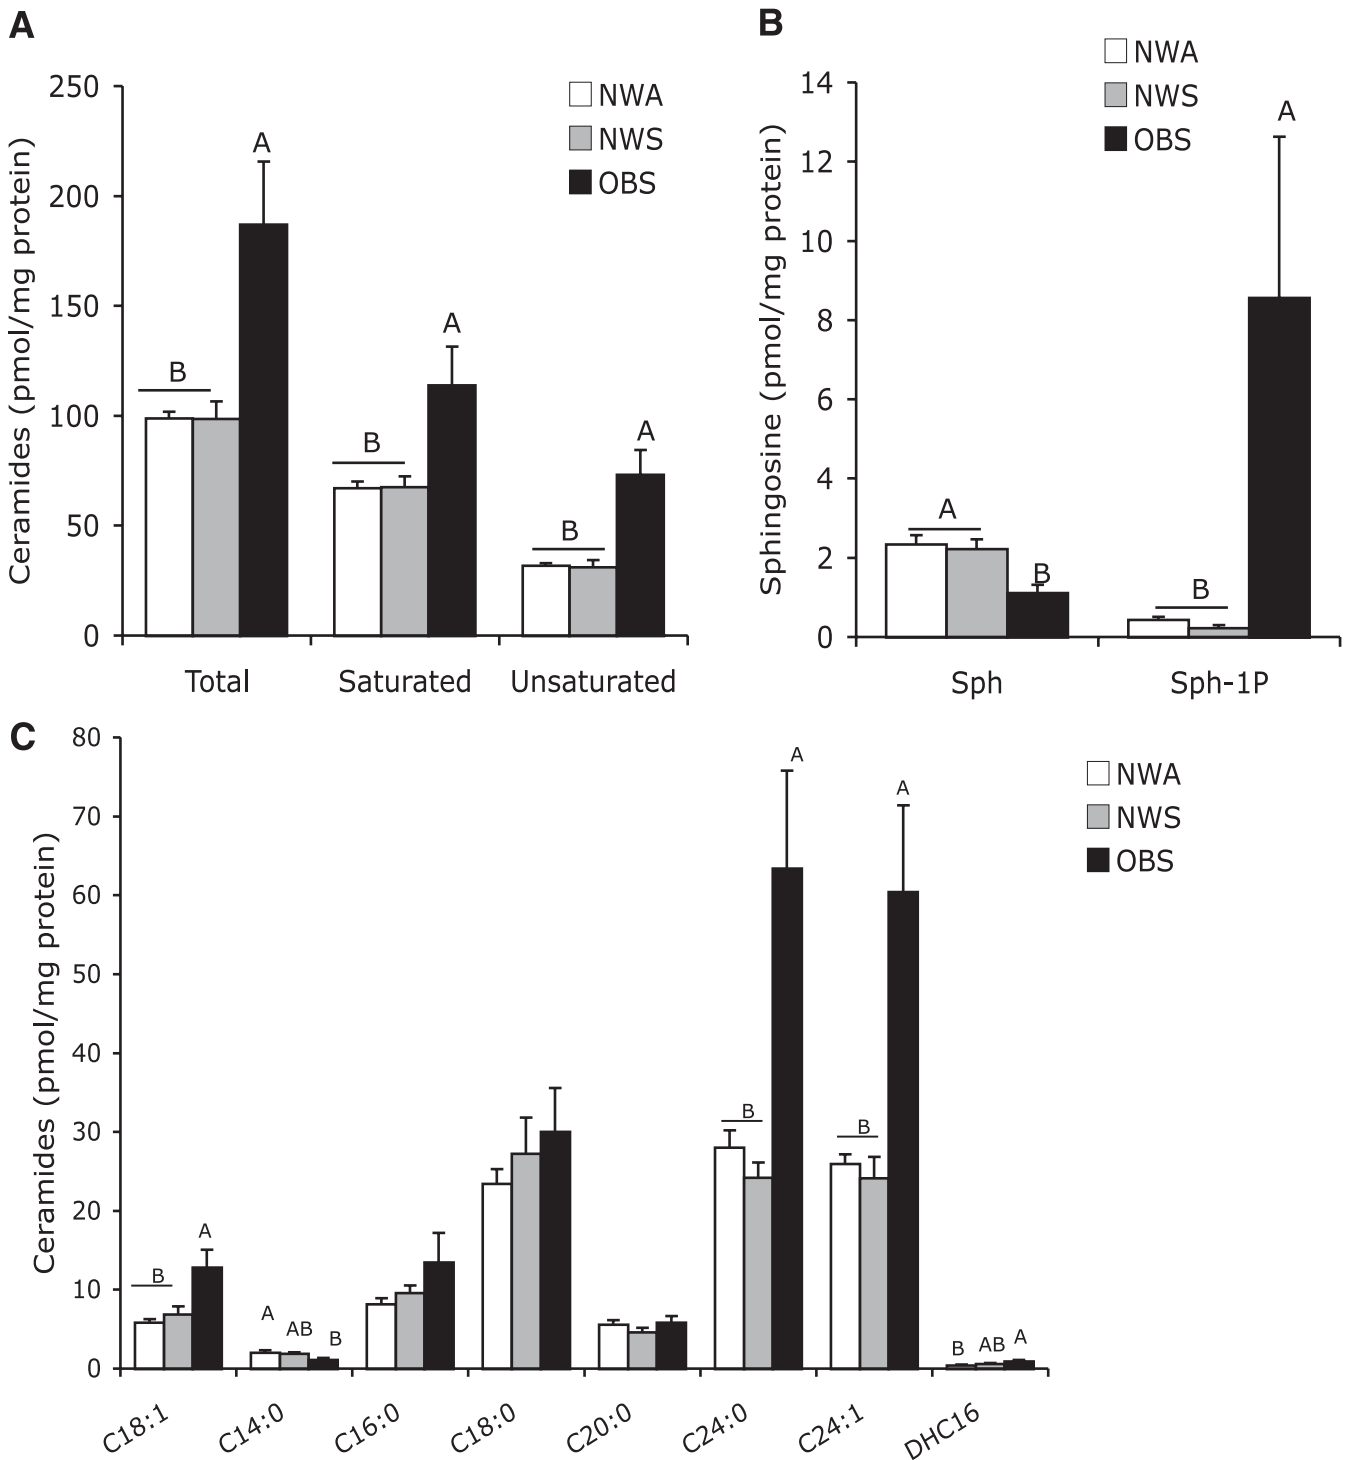 A
Ceramides (pmol/mg protein)
250
200
150
100
50
0
NWA
NWS
OBS
B
A
B
A
B
A
Total
Saturated
Unsaturated
B
Sphingosine (pmol/mg protein)
14
12
10
8
6
4
2
0
NWA
NWS
OBS
A
B
B
A
Sph
Sph-1P
C
Ceramides (pmol/mg protein)
80
70
60
50
40
30
20
10
0
NWA
NWS
OBS
B
A
A
AB
B
B
A
B
A
B
AB
A
C18:1
C14:0
C16:0
C18:0
C20:0
C24:0
C24:1
DHC16